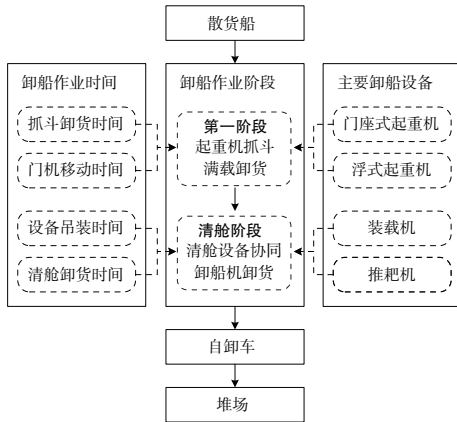 散货船
卸船作业时间
抓斗卸货时间
门机移动时间
设备吊装时间
清舱卸货时间
卸船作业阶段
第一阶段
起重机抓斗
满载卸货
清舱阶段
清舱设备协同
卸船机卸货
主要卸船设备
门座式起重机
浮式起重机
装载机
推耙机
自卸车
堆场